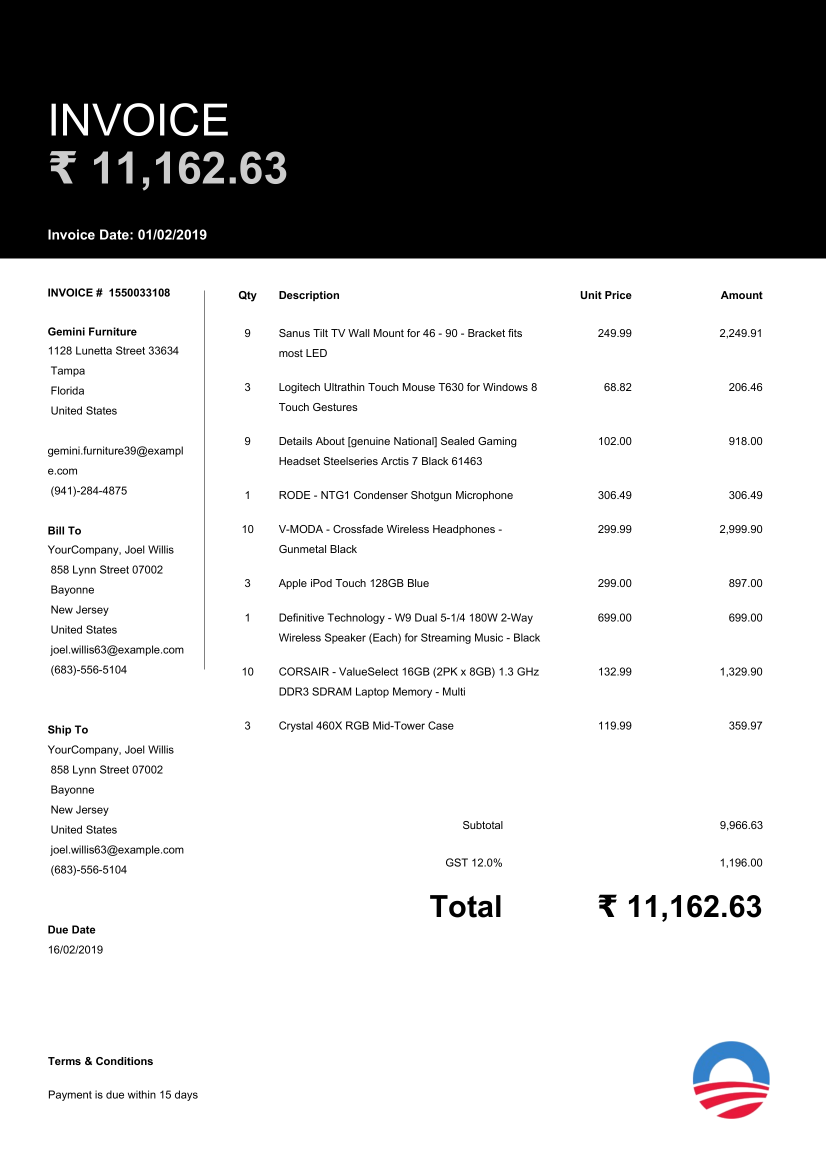 INVOICE
₹ 11,162.63
Invoice Date: 01/02/2019
INVOICE # 1550033108
Gemini Furniture
1128 Lunetta Street 33634
Tampa
Florida
United States
gemini.furniture39@exampl
e.com
(941)-284-4875
Bill To
YourCompany, Joel Willis
858 Lynn Street 07002
Bayonne
New Jersey
United States
joel.willis63@example.com
(683)-556-5104
Ship To
YourCompany, Joel Willis
858 Lynn Street 07002
Bayonne
New Jersey
United States
joel.willis63@example.com
(683)-556-5104
Due Date
16/02/2019
Qty Description Unit Price Amount
9 Sanus Tilt TV Wall Mount for 46 - 90 - Bracket fits 249.99 2,249.91
most LED
3 Logitech Ultrathin Touch Mouse T630 for Windows 8 68.82 206.46
Touch Gestures
9 Details About [genuine National] Sealed Gaming 102.00 918.00
Headset Steelseries Arctis 7 Black 61463
1 RODE - NTG1 Condenser Shotgun Microphone 306.49 306.49
10 V-MODA - Crossfade Wireless Headphones - 299.99 2,999.90
Gunmetal Black
3 Apple iPod Touch 128GB Blue 299.00 897.00
1 Definitive Technology - W9 Dual 5-1/4 180W 2-Way 699.00 699.00
Wireless Speaker (Each) for Streaming Music - Black
10 CORSAIR - ValueSelect 16GB (2PK x 8GB) 1.3 GHz 132.99 1,329.90
DDR3 SDRAM Laptop Memory - Multi
3 Crystal 460X RGB Mid-Tower Case 119.99 359.97
Subtotal 9,966.63
GST 12.0% 1,196.00
Total ₹ 11,162.63
Terms & Conditions
Payment is due within 15 days